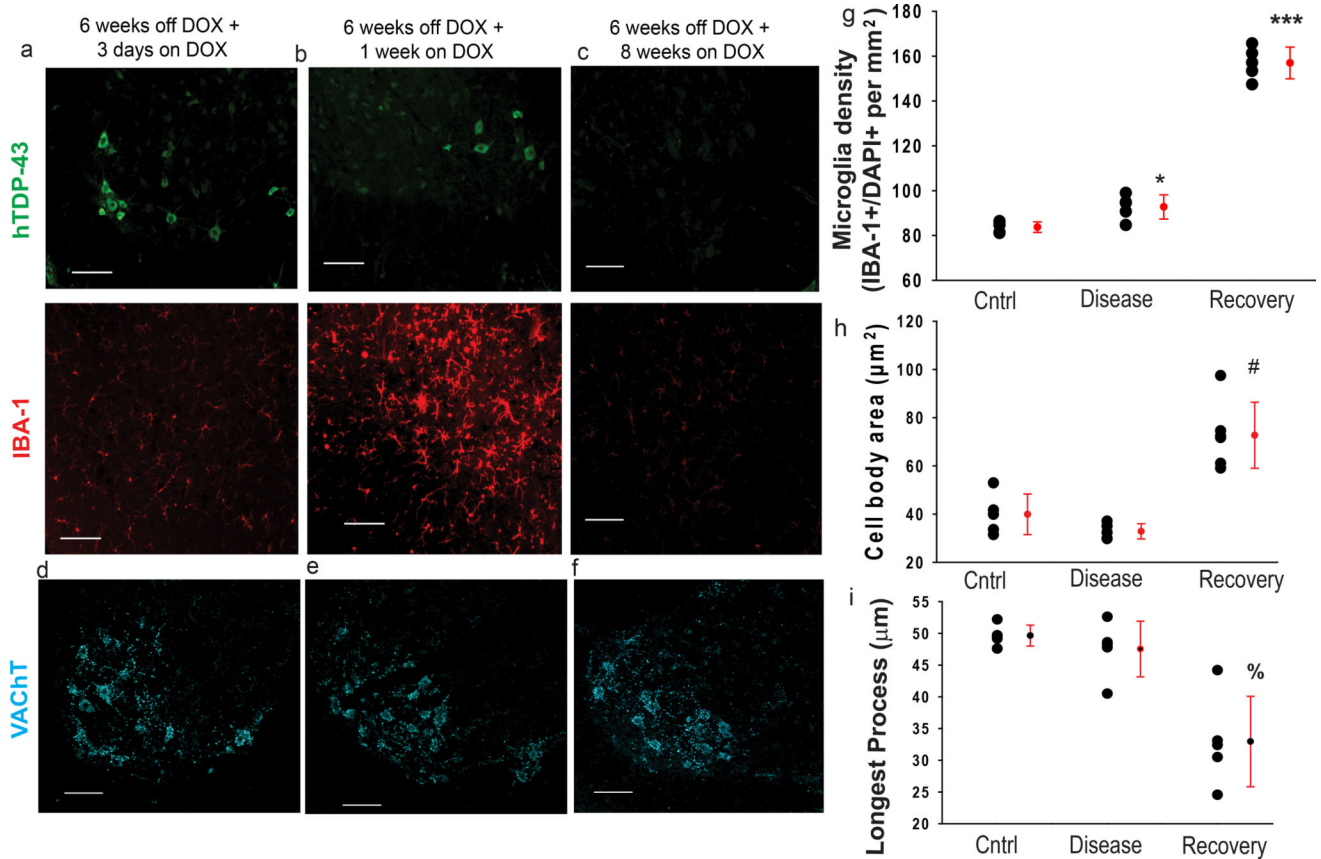 a
6 weeks off DOX +
3 days on DOX
b
6 weeks off DOX +
1 week on DOX
c
6 weeks off DOX +
8 weeks on DOX
hTDP-43
IBA-1
d
e
f
VAChT
g
Microglia density
(IBA-1+/DAPI+ per mm²)
180
160
140
120
100
80
60
*
***
Cntrl
Disease
Recovery
h
Cell body area (µm²)
120
100
80
60
40
20
#
Cntrl
Disease
Recovery
i
Longest Process (µm)
55
50
45
40
35
30
25
20
%
Cntrl
Disease
Recovery